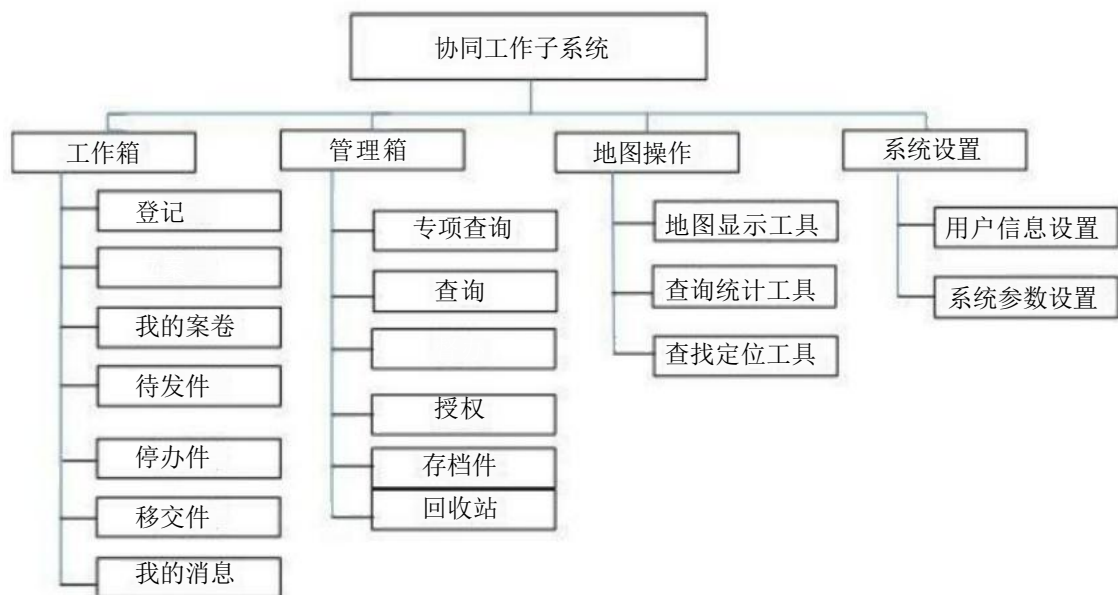 协同工作子系统
工作箱
管理箱
地图操作
系统设置
登记
我的案卷
待发件
停办件
移交件
我的消息
专项查询
查询
授权
存档件
回收站
地图显示工具
查询统计工具
查找定位工具
用户信息设置
系统参数设置